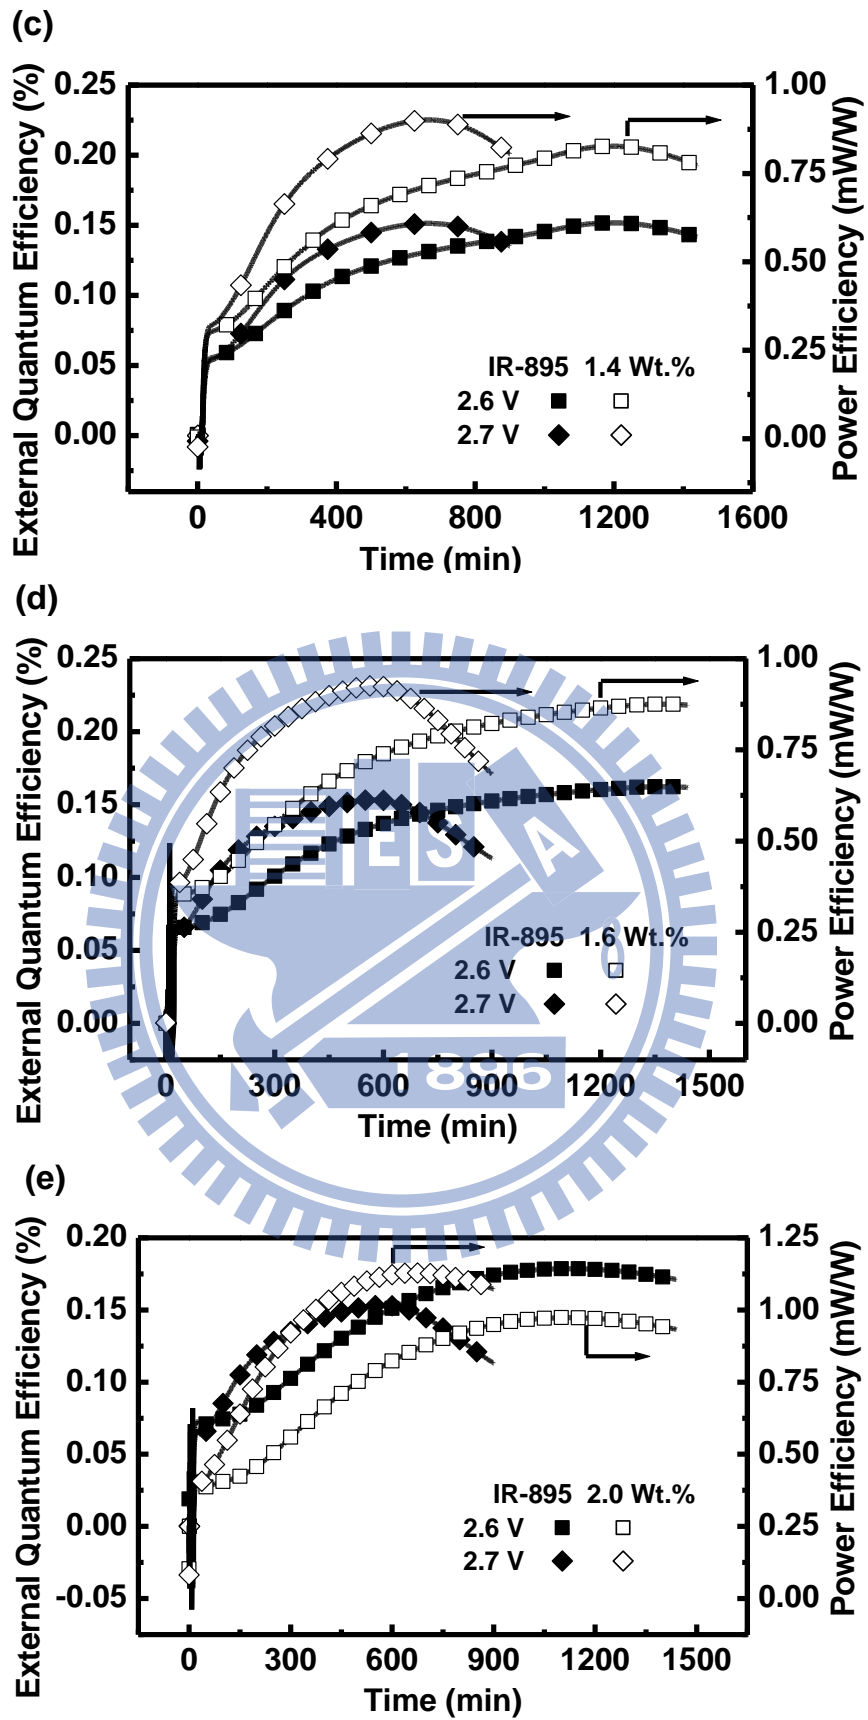 (c)
External Quantum Efficiency (%)
0.25
0.20
0.15
0.10
0.05
0.00
1.00
0.75
0.50
0.25
0.00
Power Efficiency (mW/W)
IR-895 1.4 Wt.%
2.6 V
2.7 V
0 400 800 1200 1600
Time (min)
(d)
External Quantum Efficiency (%)
0.25
0.20
0.15
0.10
0.05
0.00
1.00
0.75
0.50
0.25
0.00
Power Efficiency (mW/W)
ESA
IR-895 1.6 Wt.%
2.6 V
2.7 V
1896
0 300 600 900 1200 1500
Time (min)
(e)
External Quantum Efficiency (%)
0.20
0.15
0.10
0.05
0.00
-0.05
1.25
1.00
0.75
0.50
0.25
0.00
Power Efficiency (mW/W)
IR-895 2.0 Wt.%
2.6 V
2.7 V
0 300 600 900 1200 1500
Time (min)